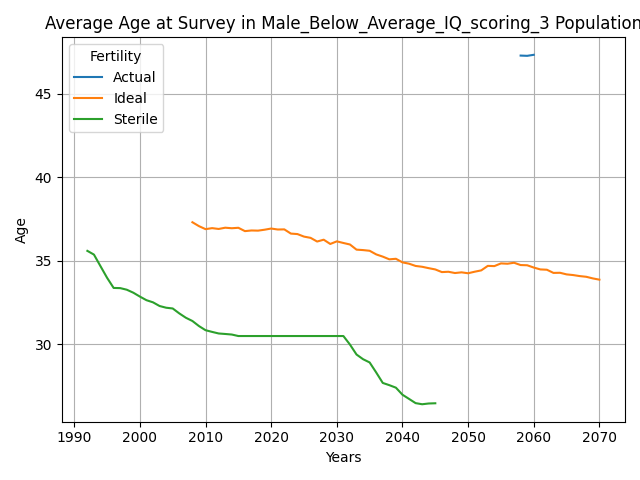 Average Age at Survey in Male_Below_Average_IQ_scoring_3 Population
Fertility
Actual
Ideal
Sterile
45
40
35
30
Age
1990 2000 2010 2020 2030 2040 2050 2060 2070
Years